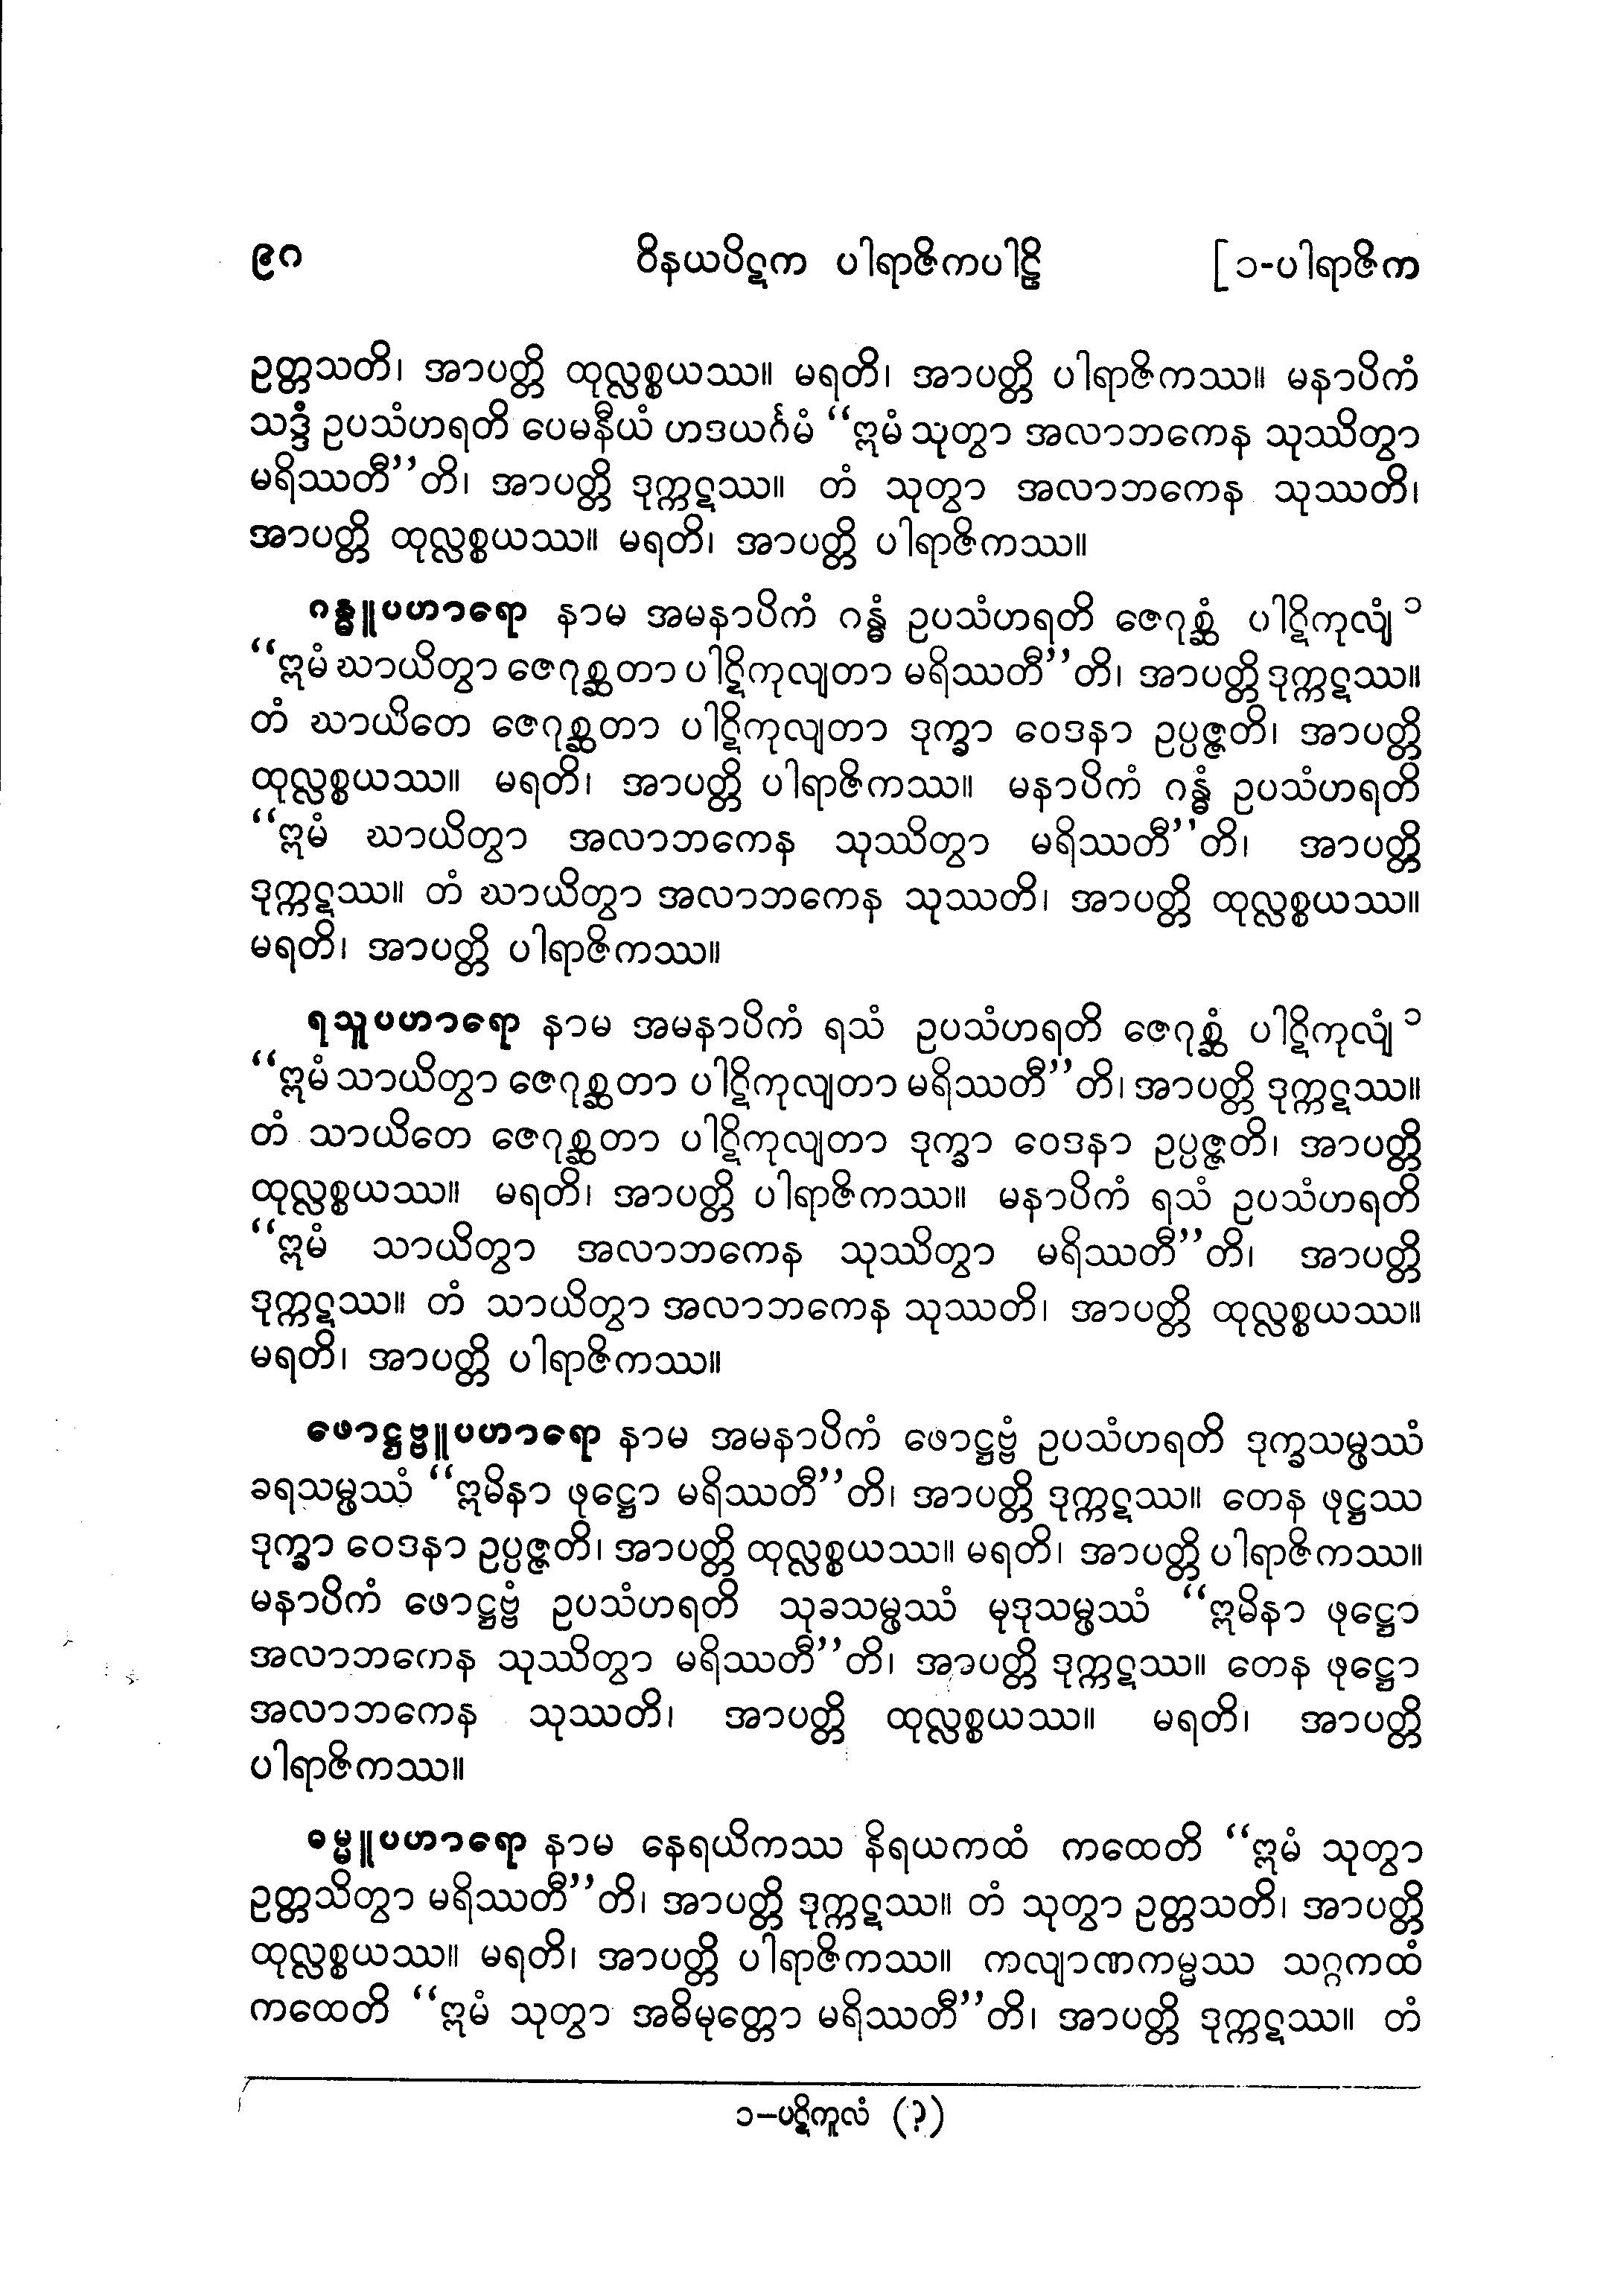 ၉၈ ဝိနယပိဋက ပါရာဇိကပါဠိ [ ၁-ပါရာဇိက
ဥတ္တသတိ၊ အာပတ္တိ ထုလ္လစ္စယဿ။ မရတိ၊ အာပတ္တိ ပါရာဇိကဿ။ မနာပိကံ
သဒ္ဒံ ဥပသံဟရတိ ပေမနီယံ ဟဒယင်္ဂမံ “ဣမံ သုတွာ အလာဘကေန သုဿိတွာ
မရိဿတီ”တိ၊ အာပတ္တိ ဒုက္ကဋဿ။ တံ သုတွာ အလာဘကေန သုဿတိ၊
အာပတ္တိ ထုလ္လစ္စယဿ။ မရတိ၊ အာပတ္တိ ပါရာဇိကဿ။
ဂန္ဓူပဟာရော နာမ အမနာပိကံ ဂန္ဓံ ဥပသံဟရတိ ဇေဂုစ္ဆံ ပါဋိကုလျံ ၁
“ဣမံ ဃာယိတွာ ဇေဂုစ္ဆတာ ပါဋိကုလျတာ မရိဿတီ”တိ၊ အာပတ္တိ ဒုက္ကဋဿ။
တံ ဃာယိတေ ဇေဂုစ္ဆတာ ပါဋိကုလျတာ ဒုက္ခာ ဝေဒနာ ဥပ္ပဇ္ဇတိ၊ အာပတ္တိ
ထုလ္လစ္စယဿ။ မရတိ၊ အာပတ္တိ ပါရာဇိကဿ။ မနာပိကံ ဂန္ဓံ ဥပသံဟရတိ
“ဣမံ ဃာယိတွာ အလာဘကေန သုဿိတွာ မရိဿတီ”တိ၊ အာပတ္တိ
ဒုက္ကဋဿ။ တံ ဃာယိတွာ အလာဘကေန သုဿတိ၊ အာပတ္တိ ထုလ္လစ္စယဿ။
မရတိ၊ အာပတ္တိ ပါရာဇိကဿ။
ရသူပဟာရော နာမ အမနာပိကံ ရသံ ဥပသံဟရတိ ဇေဂုစ္ဆံ ပါဋိကုလျံ ၁
“ဣမံ သာယိတွာ ဇေဂုစ္ဆတာ ပါဋိကုလျတာ မရိဿတီ”တိ၊ အာပတ္တိ ဒုက္ကဋဿ။
တံ သာယိတေ ဇေဂုစ္ဆတာ ပါဋိကုလျတာ ဒုက္ခာ ဝေဒနာ ဥပ္ပဇ္ဇတိ၊ အာပတ္တိ
ထုလ္လစ္စယဿ။ မရတိ၊ အာပတ္တိ ပါရာဇိကဿ။ မနာပိကံ ရသံ ဥပသံဟရတိ
“ဣမံ သာယိတွာ အလာဘကေန သုဿိတွာ မရိဿတီ”တိ၊ အာပတ္တိ
ဒုက္ကဋဿ။ တံ သာယိတွာ အလာဘကေန သုဿတိ၊ အာပတ္တိ ထုလ္လစ္စယဿ။
မရတိ၊ အာပတ္တိ ပါရာဇိကဿ။
ဖောဋ္ဌဗ္ဗူပဟာရော နာမ အမနာပိကံ ဖောဋ္ဌဗ္ဗံ ဥပသံဟရတိ ဒုက္ခသမ္ဖဿံ
ခရသမ္ဖဿံ “ဣမိနာ ဖုဋ္ဌော မရိဿတီ”တိ၊ အာပတ္တိ ဒုက္ကဋဿ။ တေန ဖုဋ္ဌဿ
ဒုက္ခာ ဝေဒနာ ဥပ္ပဇ္ဇတိ၊ အာပတ္တိ ထုလ္လစ္စယဿ။ မရတိ၊ အာပတ္တိ ပါရာဇိကဿ။
မနာပိကံ ဖောဋ္ဌဗ္ဗံ ဥပသံဟရတိ သုခသမ္ဖဿံ မုဒုသမ္ဖဿံ “ဣမိနာ ဖုဋ္ဌော
အလာဘကေန သုဿိတွာ မရိဿတီ”တိ၊ အာပတ္တိ ဒုက္ကဋဿ။ တေန ဖုဋ္ဌော
အလာဘကေန သုဿတိ၊ အာပတ္တိ ထုလ္လစ္စယဿ။ မရတိ၊ အာပတ္တိ
ပါရာဇိကဿ။
ဓမ္မူပဟာရော နာမ နေရယိကဿ နိရယကထံ ကထေတိ “ဣမံ သုတွာ
ဥတ္တသိတွာ မရိဿတီ”တိ၊ အာပတ္တိ ဒုက္ကဋဿ။ တံ သုတွာ ဥတ္တသတိ၊ အာပတ္တိ
ထုလ္လစ္စယဿ။ မရတိ၊ အာပတ္တိ ပါရာဇိကဿ။ ကလျာဏကမ္မဿ သဂ္ဂကထံ
ကထေတိ “ဣမံ သုတွာ အဓိမုတ္တော မရိဿတီ”တိ၊ အာပတ္တိ ဒုက္ကဋဿ။ တံ
၁–ပဋိကူလံ (?)